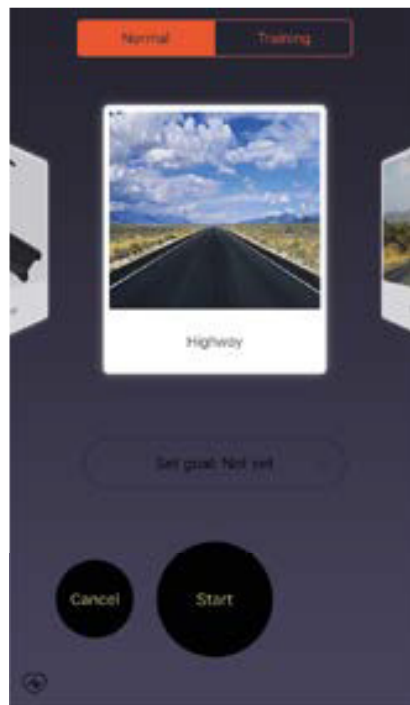 Normal
Training
Highway
Set goal: Not set
Cancel
Start